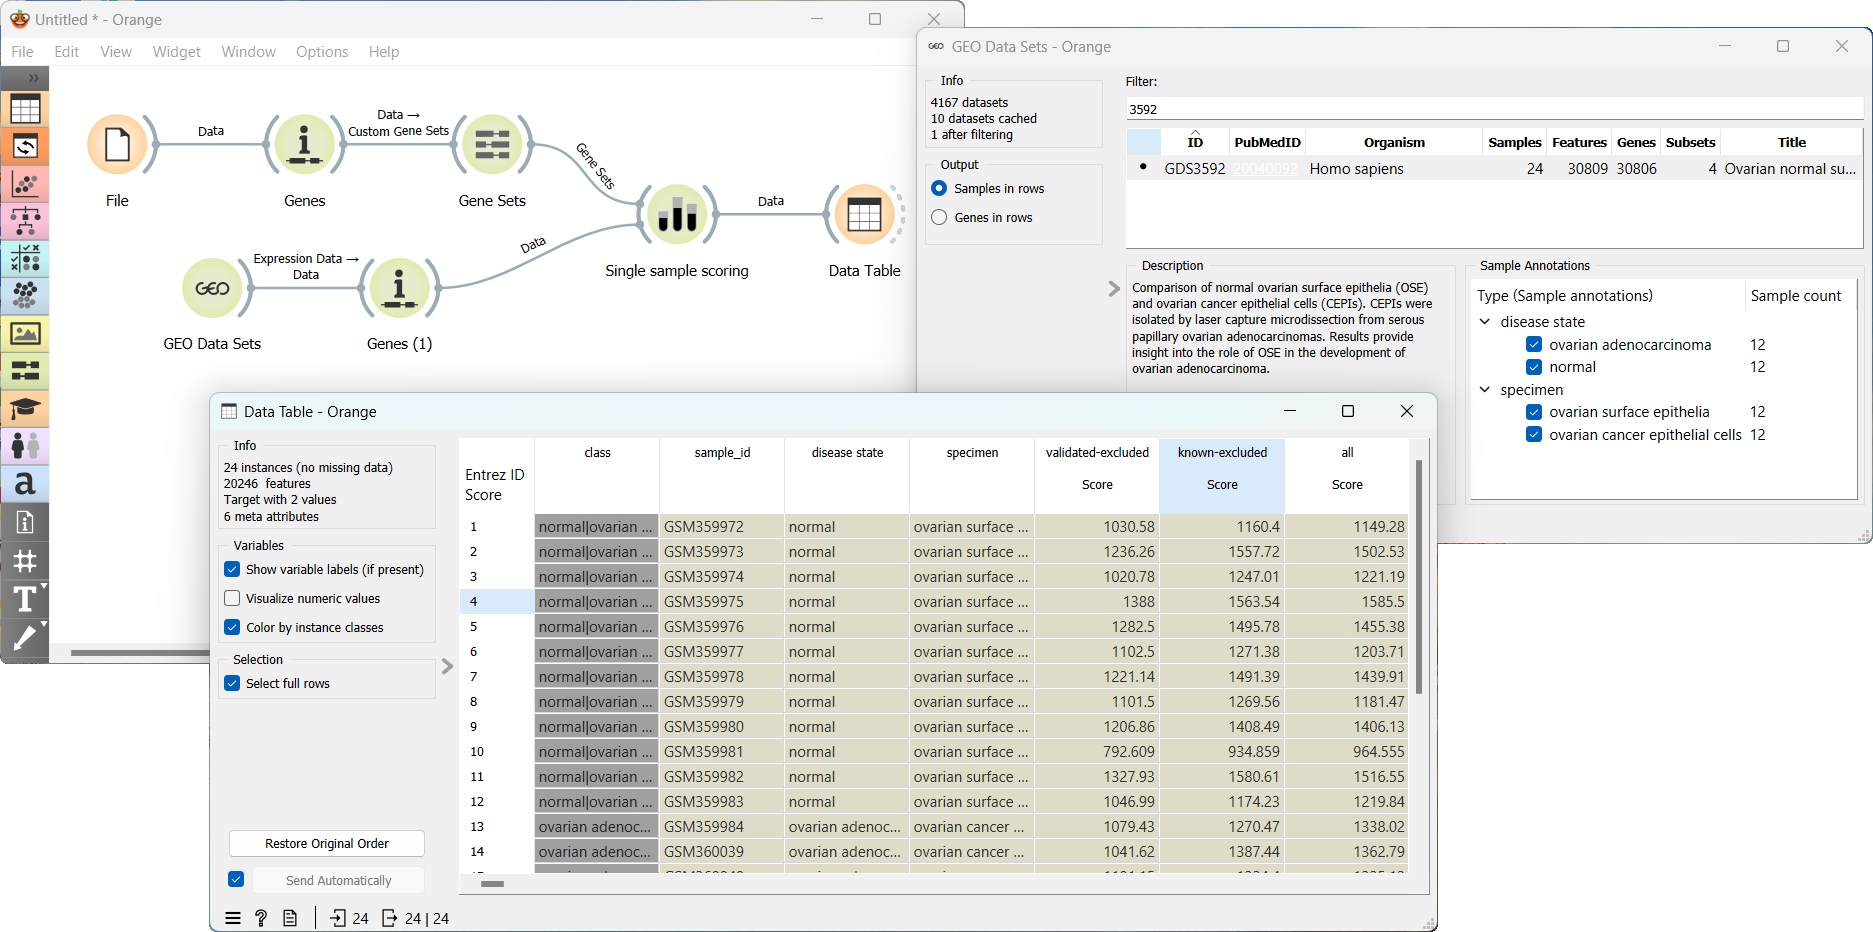 Untitled * - Orange
File Edit View Widget Window Options Help
Data
Data →
Custom Gene Sets
Gene Sets
File
Genes
Gene Sets
Data
Single sample scoring
Data
Data Table
Expression Data →
Data
GEO
GEO Data Sets
Genes (1)
GEO GEO Data Sets - Orange
Info
4167 datasets
10 datasets cached
1 after filtering
Output
Samples in rows
Genes in rows
Filter:
3592
ID PubMedID Organism Samples Features Genes Subsets Title
GDS3592 20040092 Homo sapiens 24 30809 30806 4 Ovarian normal su...
Description
Comparison of normal ovarian surface epithelia (OSE)
and ovarian cancer epithelial cells (CEPIs). CEPIs were
isolated by laser capture microdissection from serous
papillary ovarian adenocarcinomas. Results provide
insight into the role of OSE in the development of
ovarian adenocarcinoma.
Sample Annotations
Type (Sample annotations) Sample count
disease state
ovarian adenocarcinoma 12
normal 12
specimen
ovarian surface epithelia 12
ovarian cancer epithelial cells 12
Data Table - Orange
Info
24 instances (no missing data)
20246 features
Target with 2 values
6 meta attributes
Variables
Show variable labels (if present)
Visualize numeric values
Color by instance classes
Selection
Select full rows
Restore Original Order
Send Automatically
24 24 | 24
class sample_id disease state specimen validated-excluded known-excluded all
Entrez ID
Score Score Score Score
1 normal|ovarian ... GSM359972 normal ovarian surface ... 1030.58 1160.4 1149.28
2 normal|ovarian ... GSM359973 normal ovarian surface ... 1236.26 1557.72 1502.53
3 normal|ovarian ... GSM359974 normal ovarian surface ... 1020.78 1247.01 1221.19
4 normal|ovarian ... GSM359975 normal ovarian surface ... 1388 1563.54 1585.5
5 normal|ovarian ... GSM359976 normal ovarian surface ... 1282.5 1495.78 1455.38
6 normal|ovarian ... GSM359977 normal ovarian surface ... 1102.5 1271.38 1203.71
7 normal|ovarian ... GSM359978 normal ovarian surface ... 1221.14 1491.39 1439.91
8 normal|ovarian ... GSM359979 normal ovarian surface ... 1101.5 1269.56 1181.47
9 normal|ovarian ... GSM359980 normal ovarian surface ... 1206.86 1408.49 1406.13
10 normal|ovarian ... GSM359981 normal ovarian surface ... 792.609 934.859 964.555
11 normal|ovarian ... GSM359982 normal ovarian surface ... 1327.93 1580.61 1516.55
12 normal|ovarian ... GSM359983 normal ovarian surface ... 1046.99 1174.23 1219.84
13 ovarian adenoc... GSM359984 ovarian adenoc... ovarian cancer ... 1079.43 1270.47 1338.02
14 ovarian adenoc... GSM360039 ovarian adenoc... ovarian cancer ... 1041.62 1387.44 1362.79